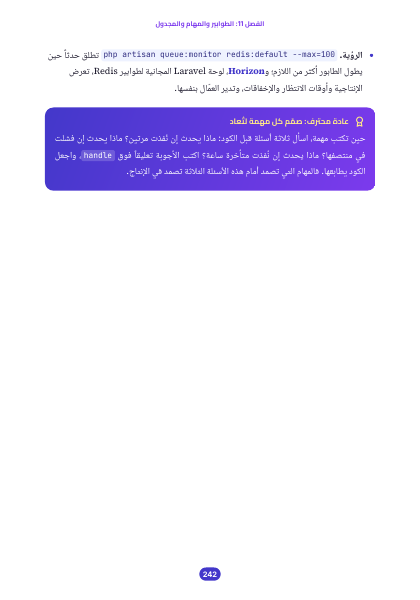 الفصل 11: الطوابير والمهام والمجدول
• الرؤية. php artisan queue:monitor redis:default --max=100 تطلق حدثاً حين
يطول الطابور أكثر من اللازم؛ وHorizon، لوحة Laravel المجانية لطوابير Redis، تعرض
الإنتاجية وأوقات الانتظار والإخفاقات، وتدير العمّال بنفسها.
عادة محترف: صمّم كل مهمة لتُعاد
حين تكتب مهمة، اسأل ثلاثة أسئلة قبل الكود: ماذا يحدث إن نُفذت مرتين؟ ماذا يحدث إن فشلت
في منتصفها؟ ماذا يحدث إن نُفذت متأخرة ساعة؟ اكتب الأجوبة تعليقاً فوق handle، واجعل
الكود يطابقها. فالمهام التي تصمد أمام هذه الأسئلة الثلاثة تصمد في الإنتاج.
242